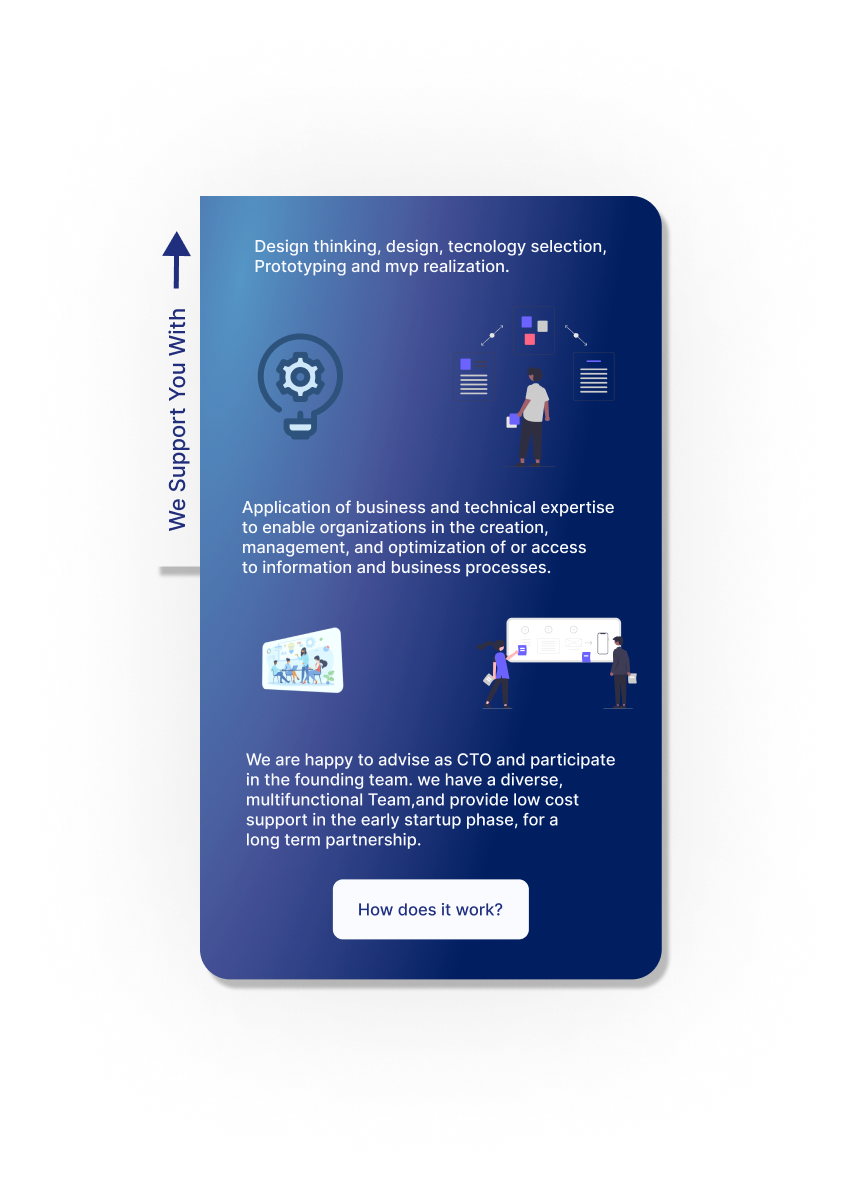 We Support You With
Design thinking, design, tecnology selection,
Prototyping and mvp realization.
Application of business and technical expertise
to enable organizations in the creation,
management, and optimization of or access
to information and business processes.
We are happy to advise as CTO and participate
in the founding team. we have a diverse,
multifunctional Team,and provide low cost
support in the early startup phase, for a
long term partnership.
How does it work?